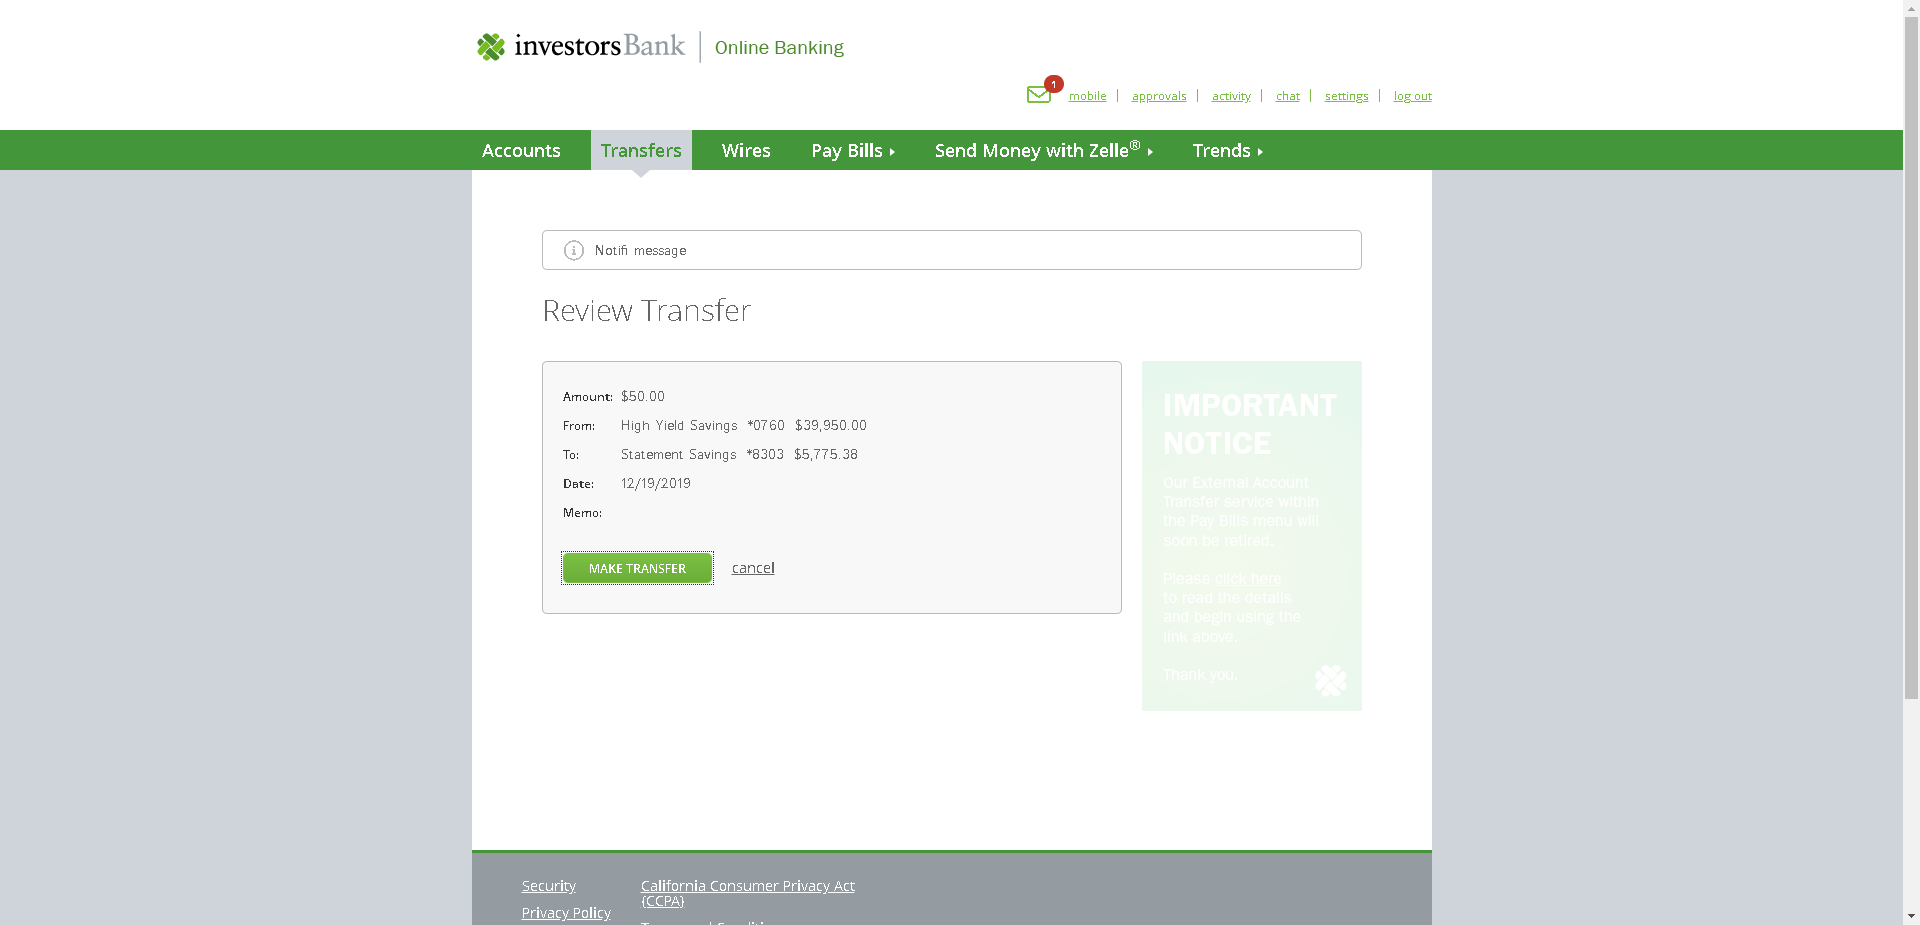 investorsBank Online Banking
1
mobile approvals activity chat settings log out
Accounts Transfers Wires Pay Bills Send Money with Zelle® Trends
Notifi message
Review Transfer
Amount: $50.00
From: High Yield Savings *0760 $39,950.00
To: Statement Savings *8303 $5,775.38
Date: 12/19/2019
Memo:
MAKE TRANSFER cancel
IMPORTANT
NOTICE
Our External Account
Transfer service within
the Pay Bills menu will
soon be retired.
Please click here
to read the details
and begin using the
link above.
Thank you.
Security
Privacy Policy
California Consumer Privacy Act
(CCPA)